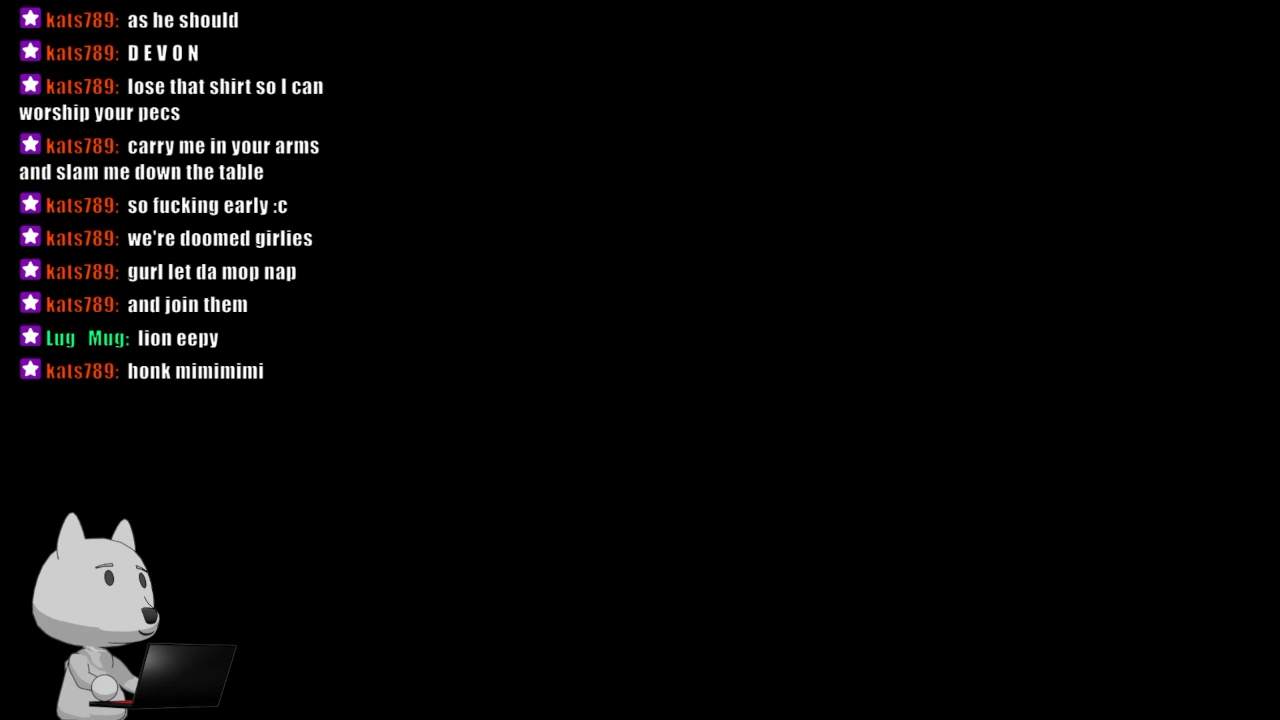 kats789: as he should
kats789: D E V O N
kats789: lose that shirt so I can
worship your pecs
kats789: carry me in your arms
and slam me down the table
kats789: so fucking early :c
kats789: we're doomed girlies
kats789: gurl let da mop nap
kats789: and join them
Lug_Mug: lion eepy
kats789: honk mimimimi